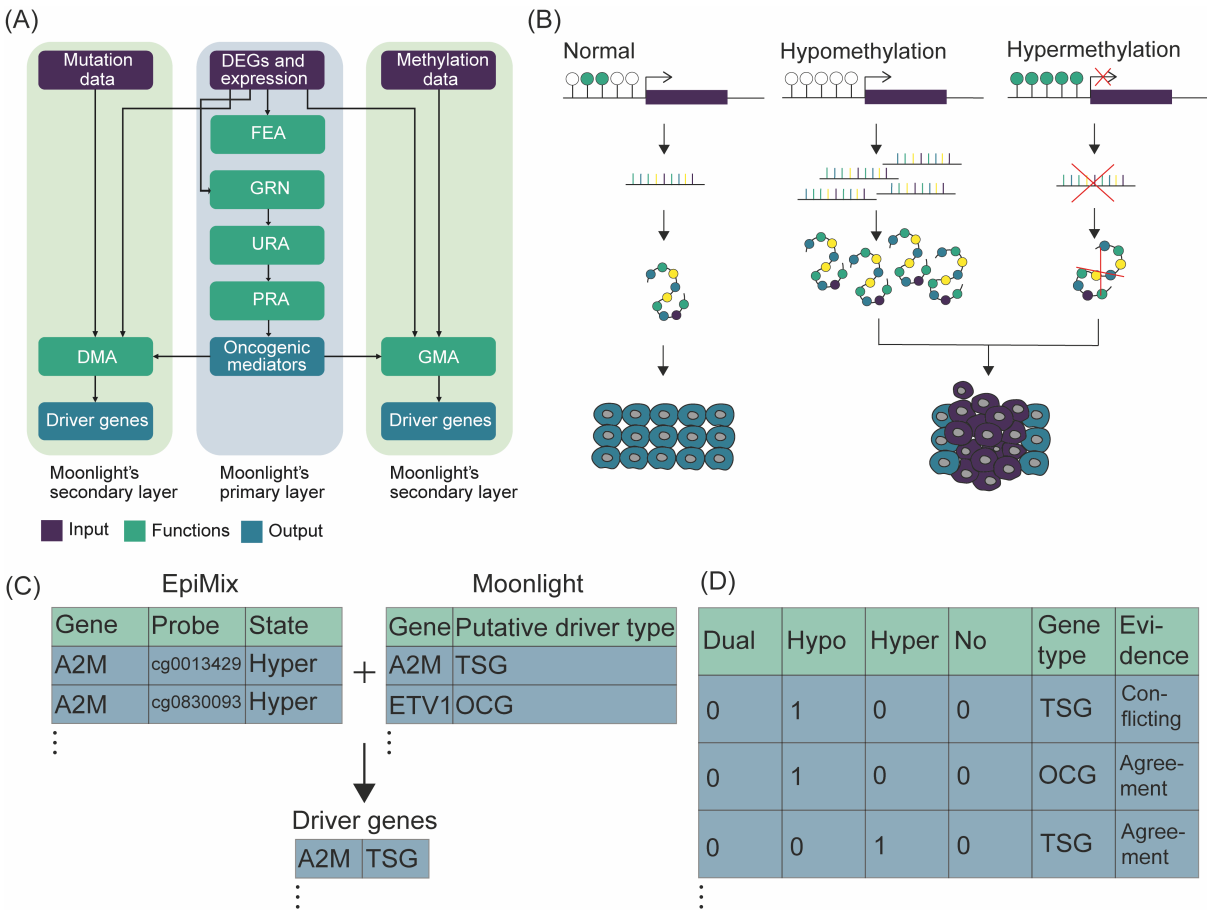 (A)
Mutation
data
DEGs and
expression
Methylation
data
FEA
GRN
URA
PRA
DMA
Oncogenic
mediators
GMA
Driver genes
Driver genes
Moonlight's
secondary layer
Moonlight's
primary layer
Moonlight's
secondary layer
Input
Functions
Output
(B)
Normal
Hypomethylation
Hypermethylation
(C)
EpiMix
Gene Probe State
A2M cg0013429 Hyper
A2M cg0830093 Hyper
+
Moonlight
Gene Putative driver type
A2M TSG
ETV1 OCG
Driver genes
A2M TSG
(D)
Dual Hypo Hyper No Gene
type Evi-
dence
0 1 0 0 TSG Con-
flicting
0 1 0 0 OCG Agree-
ment
0 0 1 0 TSG Agree-
ment